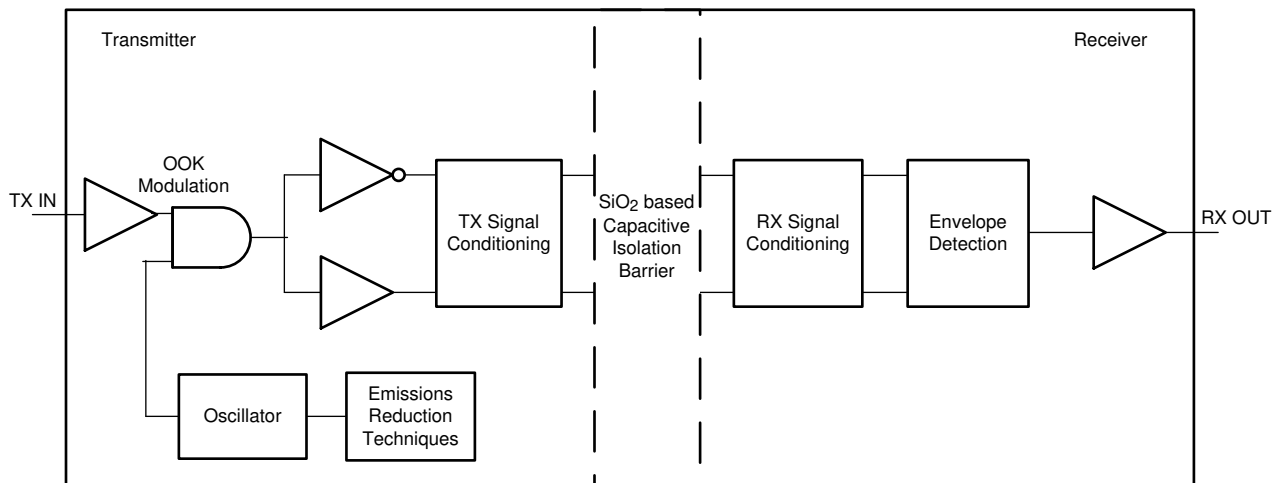 Transmitter
Receiver
OOK
Modulation
TX IN
TX Signal
Conditioning
SiO2 based
Capacitive
Isolation
Barrier
RX Signal
Conditioning
Envelope
Detection
RX OUT
Oscillator
Emissions
Reduction
Techniques